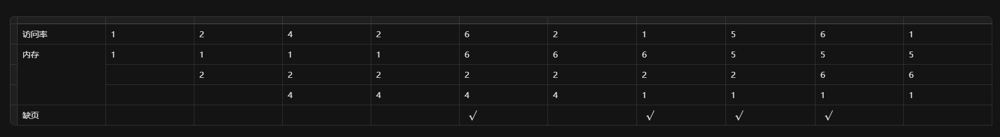 访问率 1 2 4 2 6 2 1 5 6 1
内存 1 1 1 1 6 6 6 5 5 5
2 2 2 2 2 2 2 6 6
4 4 4 4 1 1 1 1
缺页 √ √ √ √